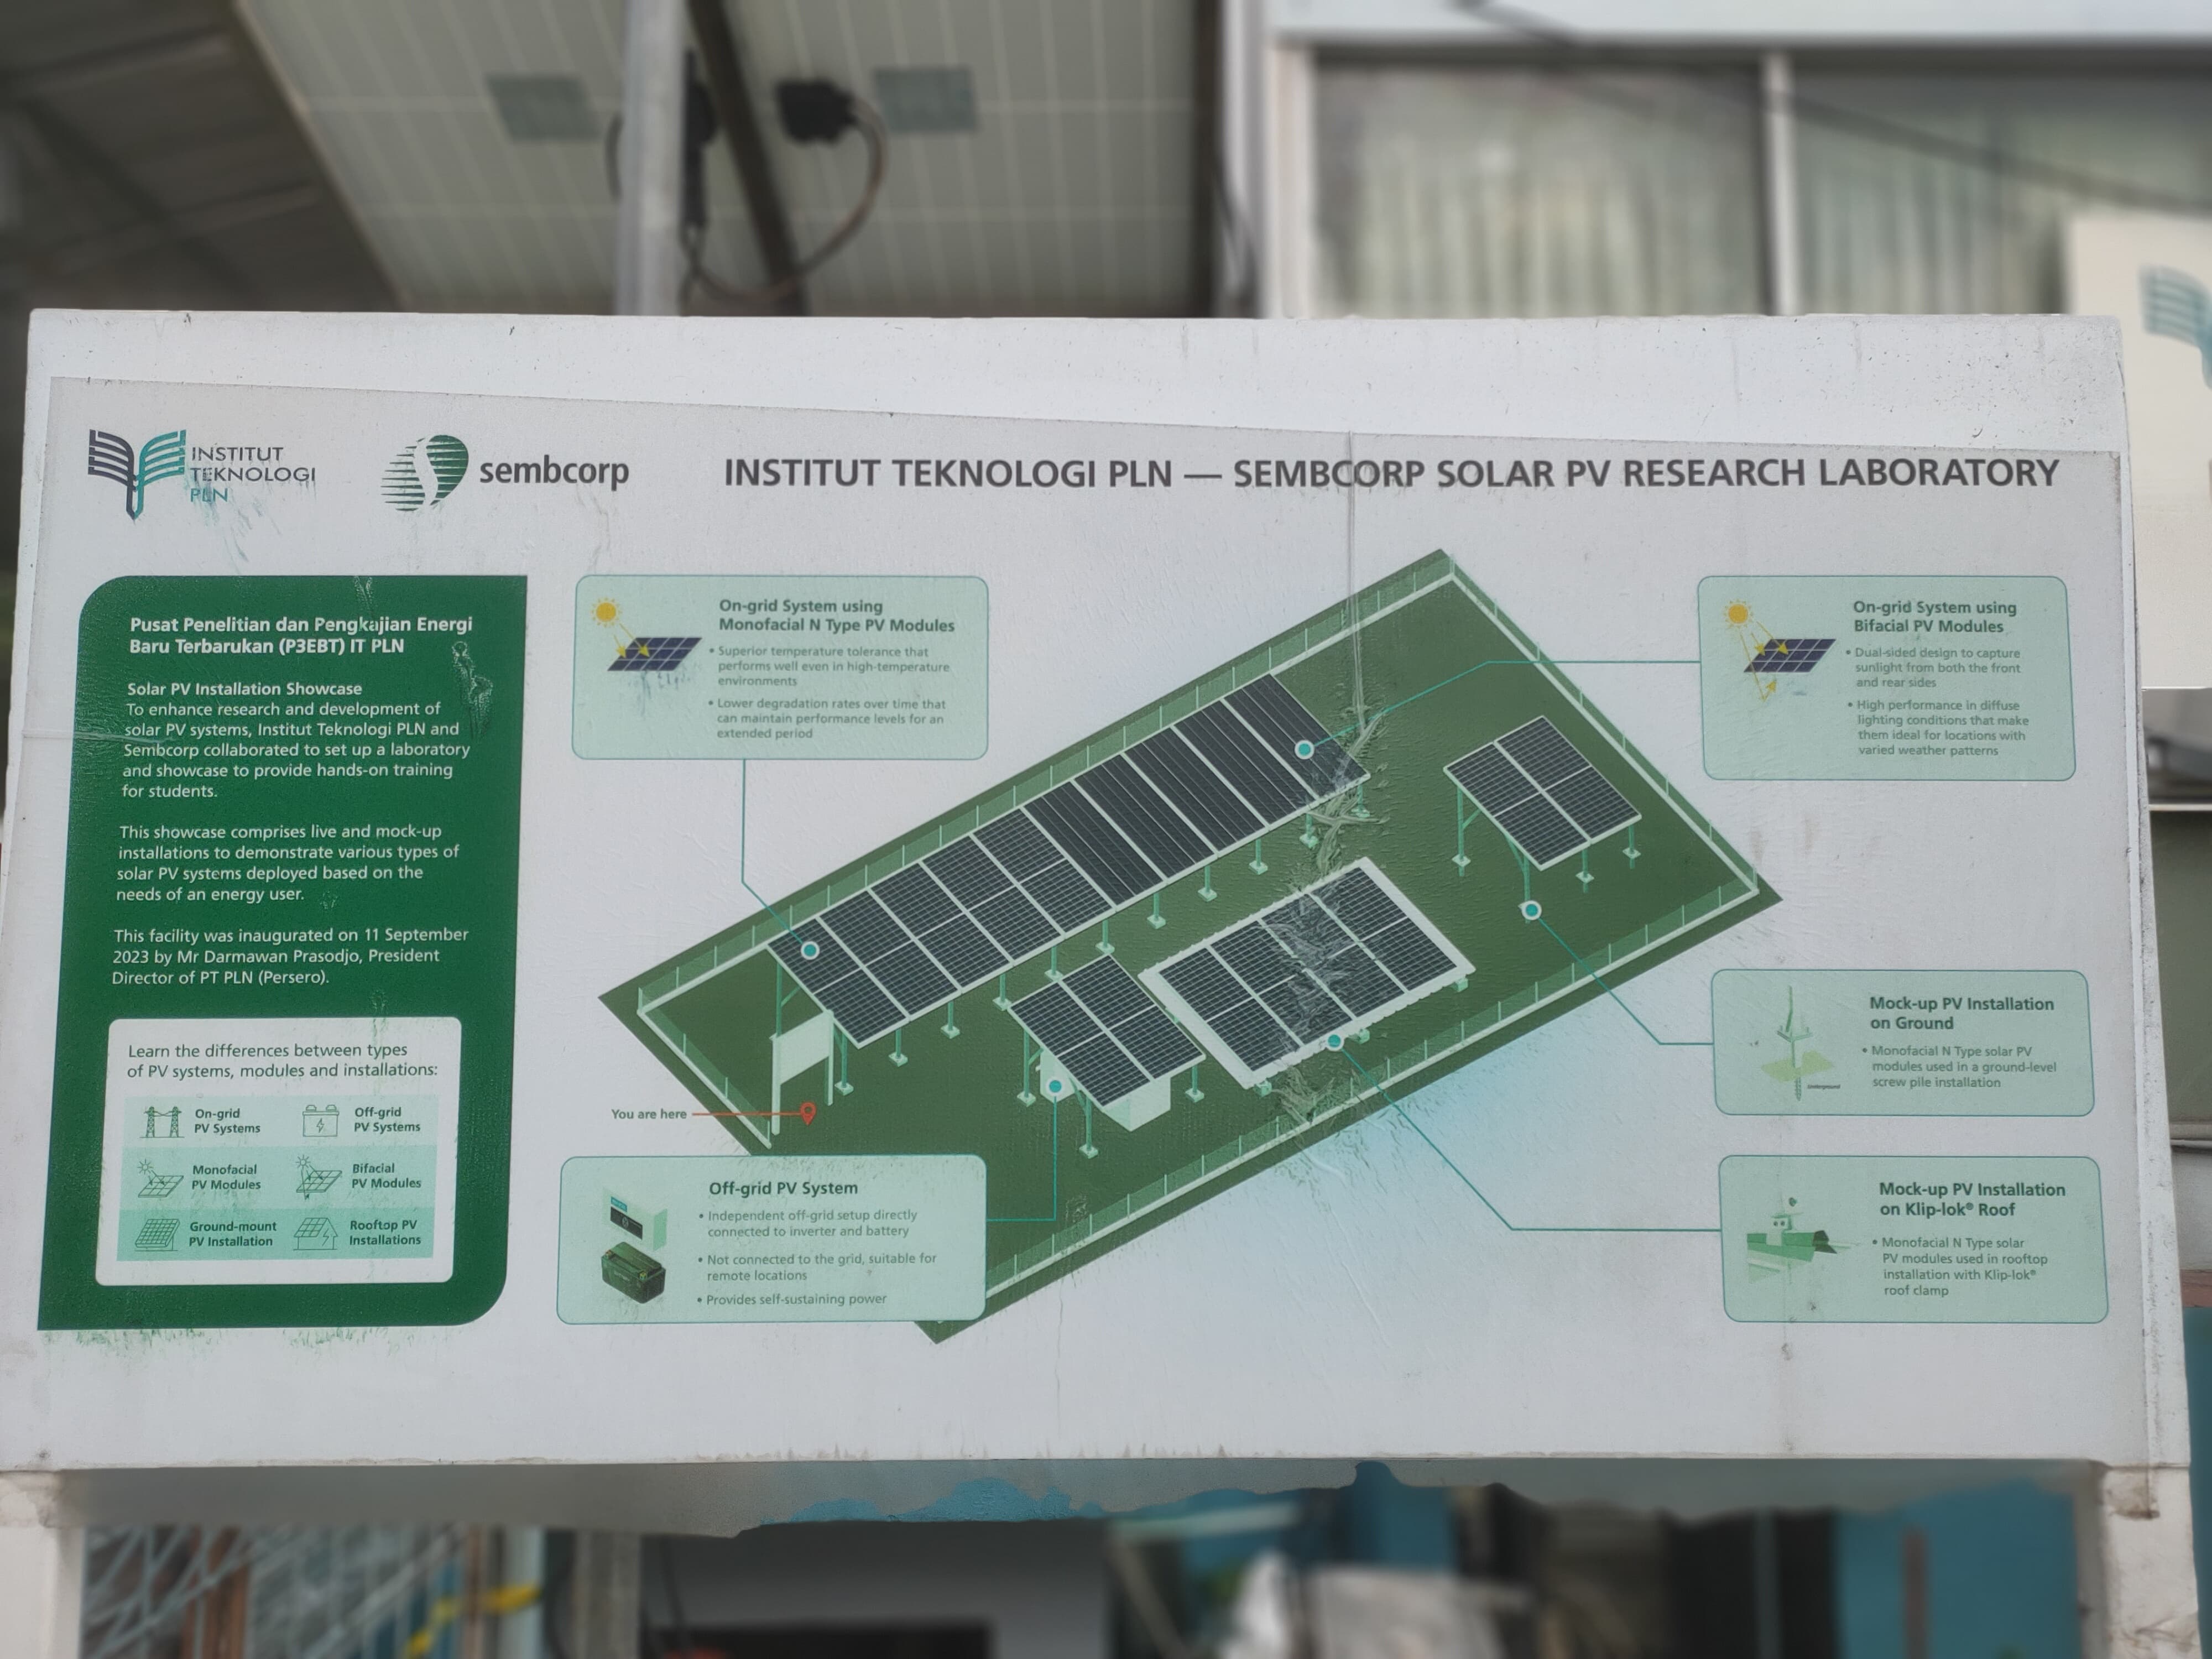 INSTITUT
TEKNOLOGI
PLN
sembcorp
INSTITUT TEKNOLOGI PLN — SEMBCORP SOLAR PV RESEARCH LABORATORY
Pusat Penelitian dan Pengkajian Energi
Baru Terbarukan (P3EBT) IT PLN
Solar PV Installation Showcase
To enhance research and development of
solar PV systems, Institut Teknologi PLN and
Sembcorp collaborated to set up a laboratory
and showcase to provide hands-on training
for students.
This showcase comprises live and mock-up
installations to demonstrate various types of
solar PV systems deployed based on the
needs of an energy user.
This facility was inaugurated on 11 September
2023 by Mr Darmawan Prasodjo, President
Director of PT PLN (Persero).
Learn the differences between types
of PV systems, modules and installations:
On-grid
PV Systems
Off-grid
PV Systems
Monofacial
PV Modules
Bifacial
PV Modules
Ground-mount
PV Installation
Rooftop PV
Installations
On-grid System using
Monofacial N Type PV Modules
• Superior temperature tolerance that
performs well even in high-temperature
environments
• Lower degradation rates over time that
can maintain performance levels for an
extended period
You are here
Off-grid PV System
• Independent off-grid setup directly
connected to inverter and battery
• Not connected to the grid, suitable for
remote locations
• Provides self-sustaining power
On-grid System using
Bifacial PV Modules
• Dual-sided design to capture
sunlight from both the front
and rear sides
• High performance in diffuse
lighting conditions that make
them ideal for locations with
varied weather patterns
Mock-up PV Installation
on Ground
• Monofacial N Type solar PV
modules used in a ground-level
screw pile installation
Underground
Mock-up PV Installation
on Klip-lok® Roof
• Monofacial N Type solar
PV modules used in rooftop
installation with Klip-lok®
roof clamp